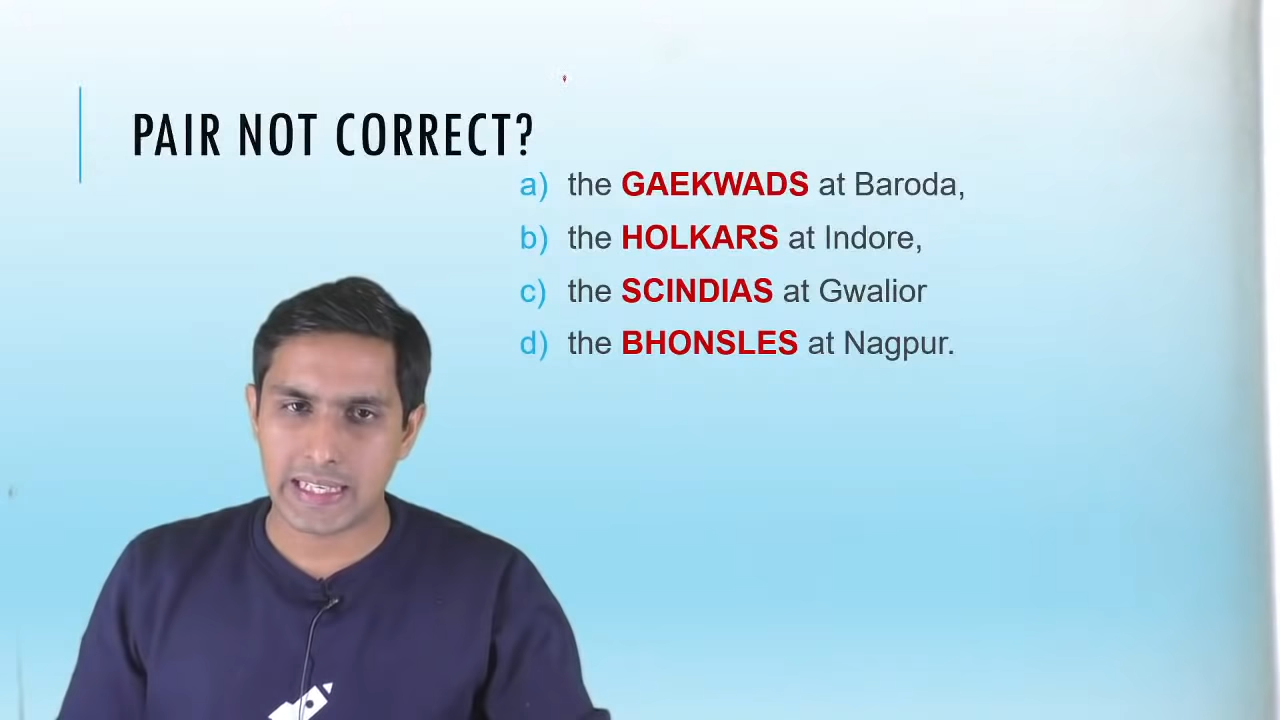 PAIR NOT CORRECT?
a) the GAEKWADS at Baroda,
b) the HOLKARS at Indore,
c) the SCINDIAS at Gwalior
d) the BHONSLES at Nagpur.